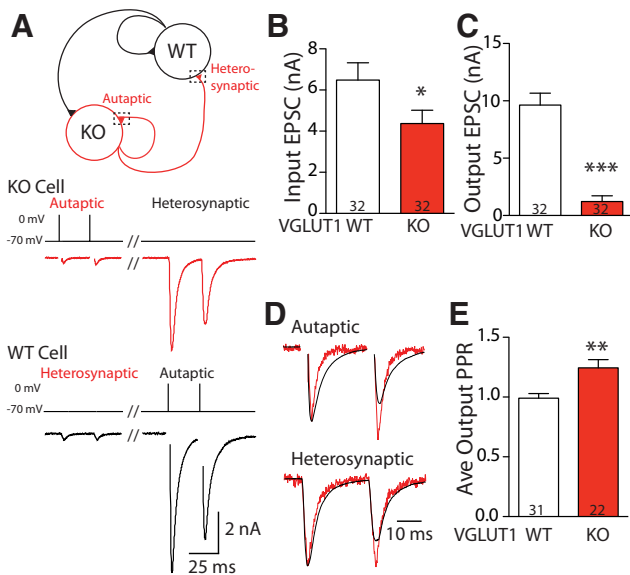 A
WT
Hetero-
synaptic
Autaptic
KO
KO Cell
Autaptic
Heterosynaptic
0 mV
-70 mV
//
//
WT Cell
Heterosynaptic
Autaptic
0 mV
-70 mV
//
//
2 nA
25 ms
B
Input EPSC (nA)
8
6
4
2
0
*
32
32
VGLUT1 WT KO
C
Output EPSC (nA)
15
10
5
0
***
32
32
VGLUT1 WT KO
D
Autaptic
Heterosynaptic
10 ms
E
Ave Output PPR
1.5
1.0
0.5
0.0
**
31
22
VGLUT1 WT KO